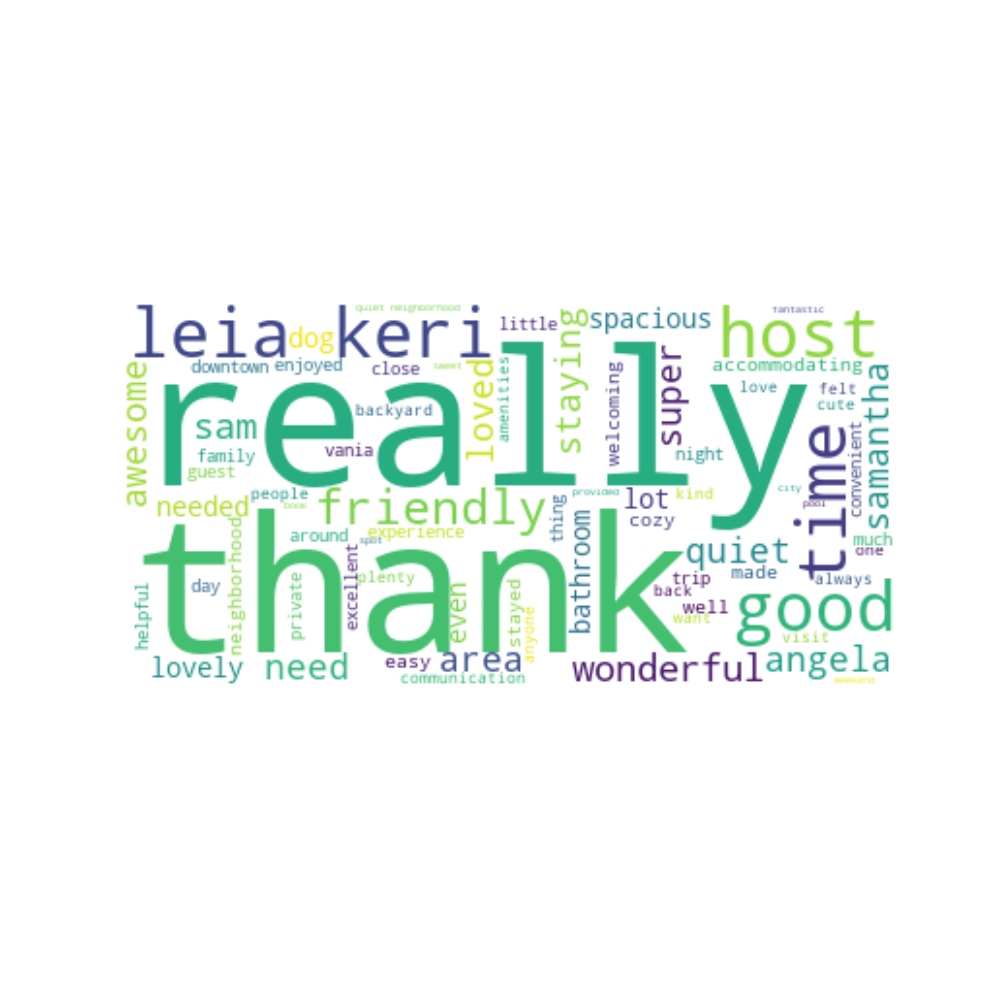 quiet neighborhood
fantastic
leia
dog
keri
little
staying
spacious
host
downtown
enjoyed
close
sweet
loved
amenities
welcoming
super
accommodating
awesome
really
backyard
love
felt
cute
samantha
sam
vania
night
family
guest
time
convenient
people
book
needed
friendly
provided
thing
lot
kind
city
pool
cozy
around
experience
neighborhood
private
excellent
spot
bathroom
quiet
much
one
thank
day
plenty
even
stayed
anyone
trip
made
always
back
well
want
good
helpful
visit
lovely
need
easy
area
communication
wonderful
angela
weekend